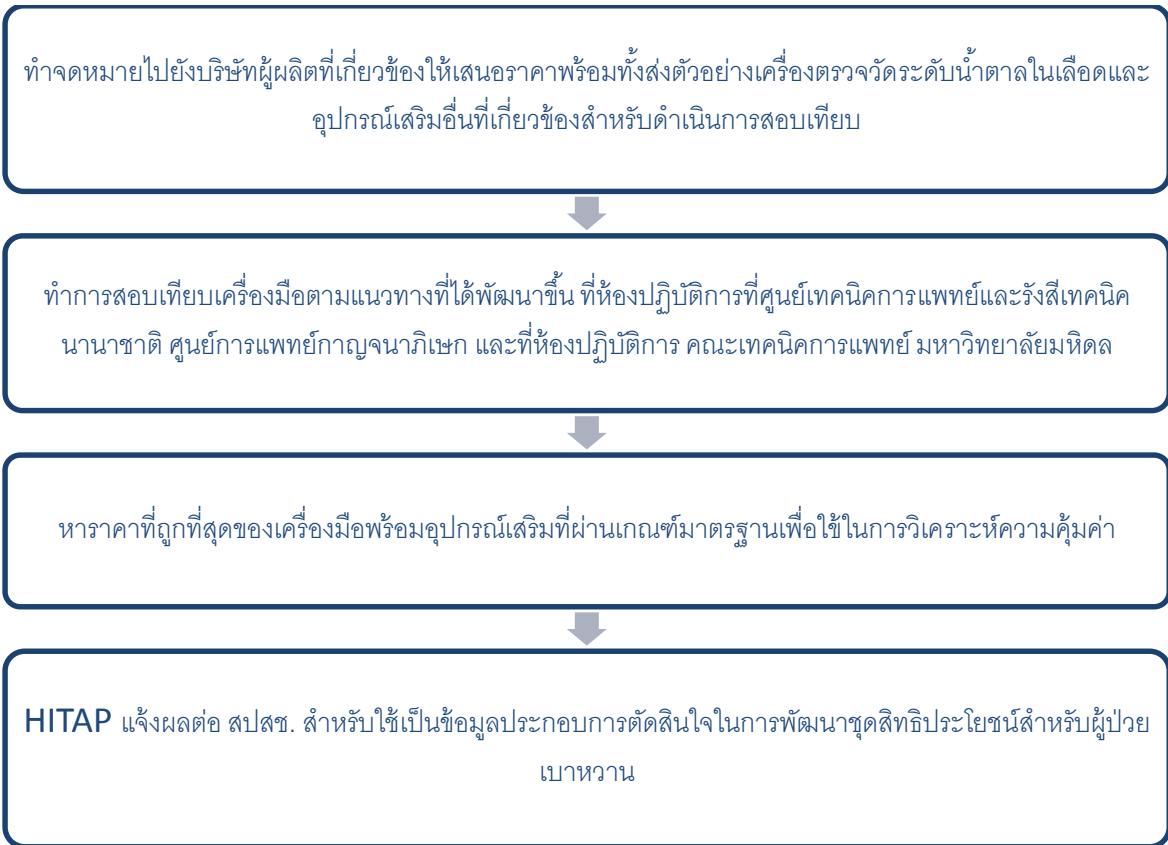 ทำจดหมายไปยังบริษัทผู้ผลิตที่เกี่ยวข้องให้เสนอราคาพร้อมทั้งส่งตัวอย่างเครื่องตรวจวัดระดับน้ำตาลในเลือดและ
อุปกรณ์เสริมอื่นที่เกี่ยวข้องสำหรับดำเนินการสอบเทียบ
ทำการสอบเทียบเครื่องมือตามแนวทางที่ได้พัฒนาขึ้น ที่ห้องปฏิบัติการที่ศูนย์เทคนิคการแพทย์และรังสีเทคนิค
นานาชาติ ศูนย์การแพทย์กาญจนาภิเษก และที่ห้องปฏิบัติการ คณะเทคนิคการแพทย์ มหาวิทยาลัยมหิดล
หาราคาที่ถูกที่สุดของเครื่องมือพร้อมอุปกรณ์เสริมที่ผ่านเกณฑ์มาตรฐานเพื่อใช้ในการวิเคราะห์ความคุ้มค่า
HITAP แจ้งผลต่อ สปสช. สำหรับใช้เป็นข้อมูลประกอบการตัดสินใจในการพัฒนาชุดสิทธิประโยชน์สำหรับผู้ป่วย
เบาหวาน